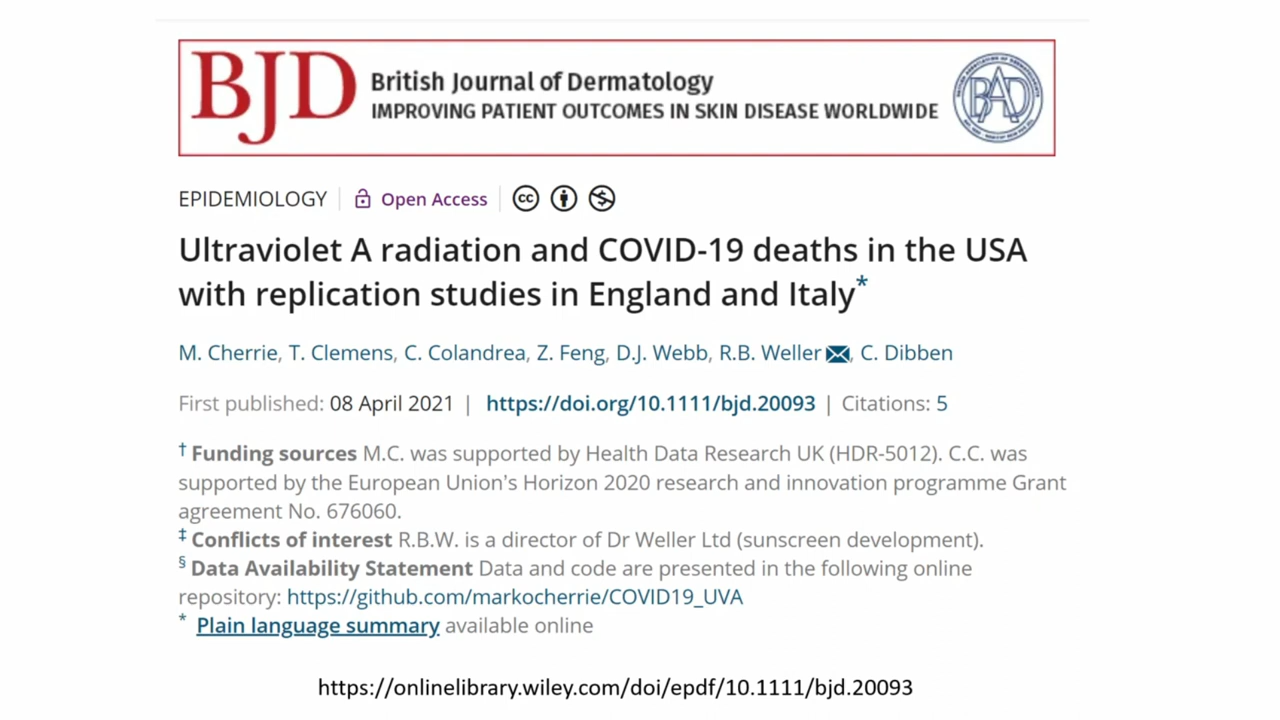 BJD
British Journal of Dermatology
IMPROVING PATIENT OUTCOMES IN SKIN DISEASE WORLDWIDE
BAD
EPIDEMIOLOGY | Open Access | cc
Ultraviolet A radiation and COVID-19 deaths in the USA
with replication studies in England and Italy*
M. Cherrie, T. Clemens, C. Colandrea, Z. Feng, D.J. Webb, R.B. Weller, C. Dibben
First published: 08 April 2021 | https://doi.org/10.1111/bjd.20093 | Citations: 5
† Funding sources M.C. was supported by Health Data Research UK (HDR-5012). C.C. was
supported by the European Union’s Horizon 2020 research and innovation programme Grant
agreement No. 676060.
‡ Conflicts of interest R.B.W. is a director of Dr Weller Ltd (sunscreen development).
§ Data Availability Statement Data and code are presented in the following online
repository: https://github.com/markocherrie/COVID19_UVA
* Plain language summary available online
https://onlinelibrary.wiley.com/doi/epdf/10.1111/bjd.20093